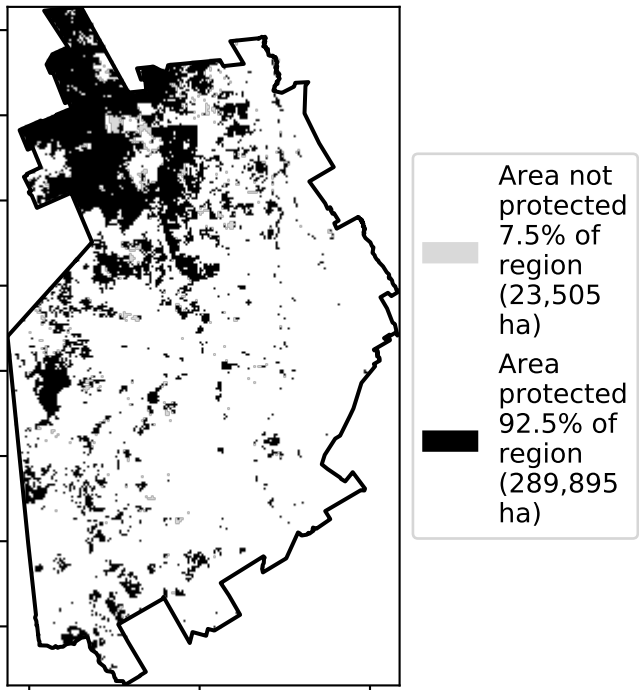 Area not
protected
7.5% of
region
(23,505
ha)
Area
protected
92.5% of
region
(289,895
ha)